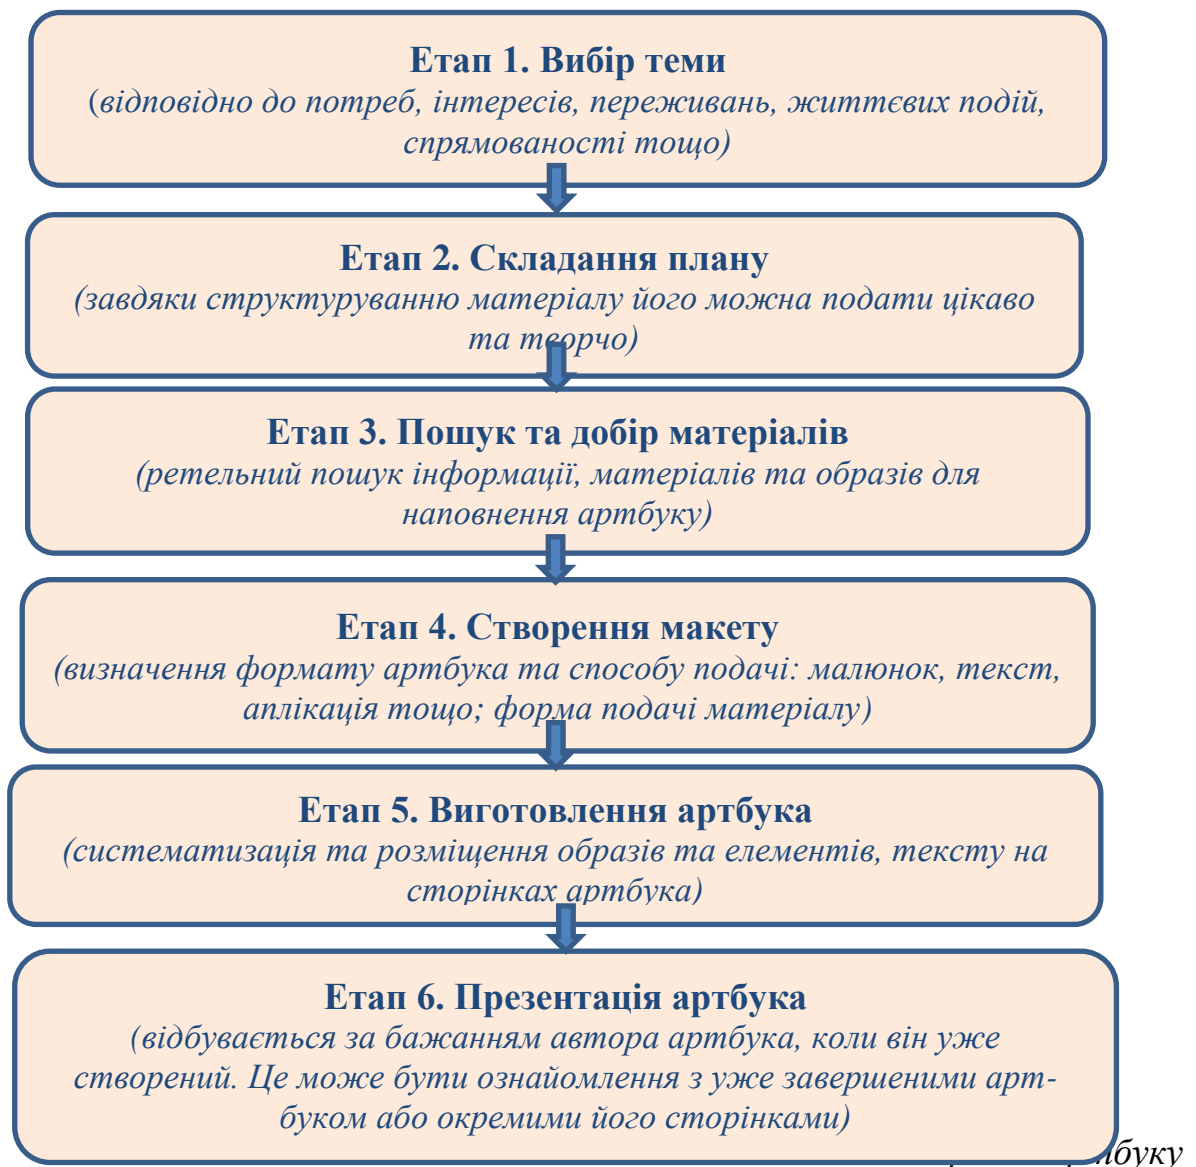 Етап 1. Вибір теми
(відповідно до потреб, інтересів, переживань, життєвих подій,
спрямованості тощо)
Етап 2. Складання плану
(завдяки структуруванню матеріалу його можна подати цікаво
та творчо)
Етап 3. Пошук та добір матеріалів
(ретельний пошук інформації, матеріалів та образів для
наповнення артбуку)
Етап 4. Створення макету
(визначення формату артбука та способу подачі: малюнок, текст,
аплікація тощо; форма подачі матеріалу)
Етап 5. Виготовлення артбука
(систематизація та розміщення образів та елементів, тексту на
сторінках артбука)
Етап 6. Презентація артбука
(відбувається за бажанням автора артбука, коли він уже
створений. Це може бути ознайомлення з уже завершеними арт-
буком або окремими його сторінками)